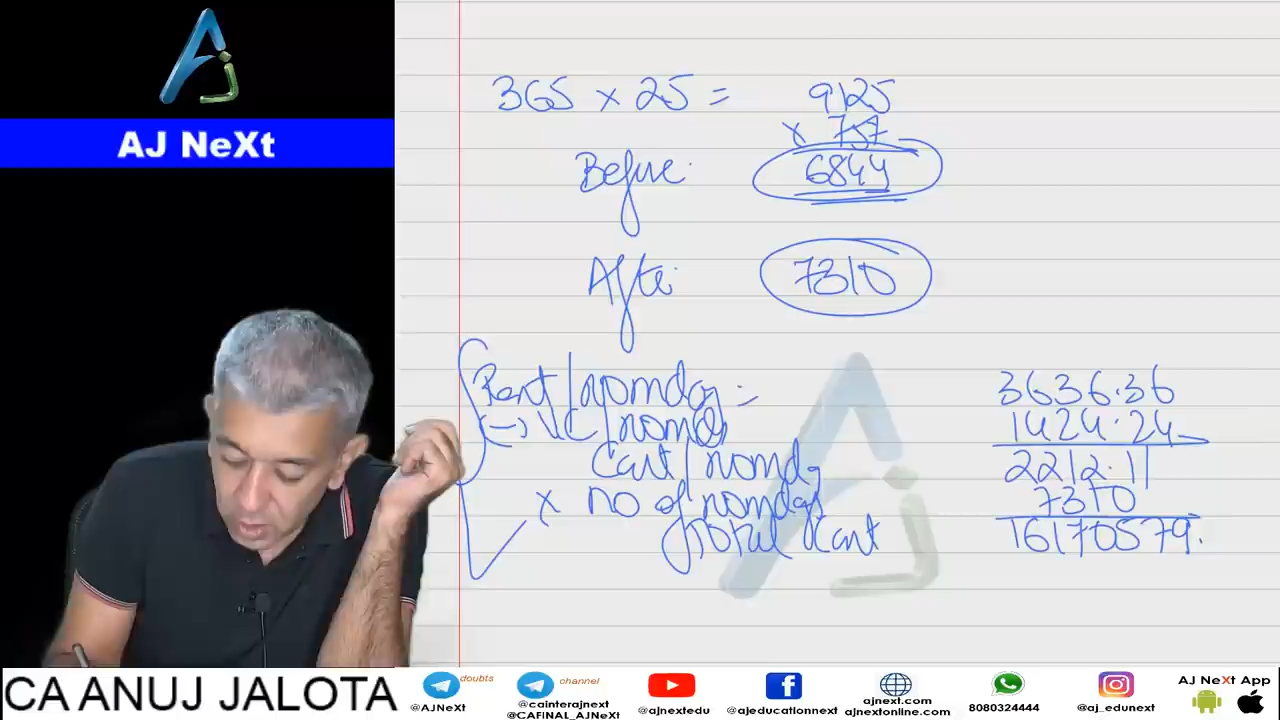 AJ NeXt
365 × 25 = 9125
× 75%
Before: 6844
After: 7310
Rent/roomday = 3636.36
(-) VC/roomday 1424.24
Cont/roomday 2212.11
× no of roomdays 7310
Total Cont 16170579.
CA ANUJ JALOTA
doubts
@AJNeXt
channel
@cainterajnext
@CAFINAL_AJNeXt
@ajnextedu
@ajeducationnext
ajnext.com
ajnextonline.com
8080324444
@aj_edunext
AJ NeXt App